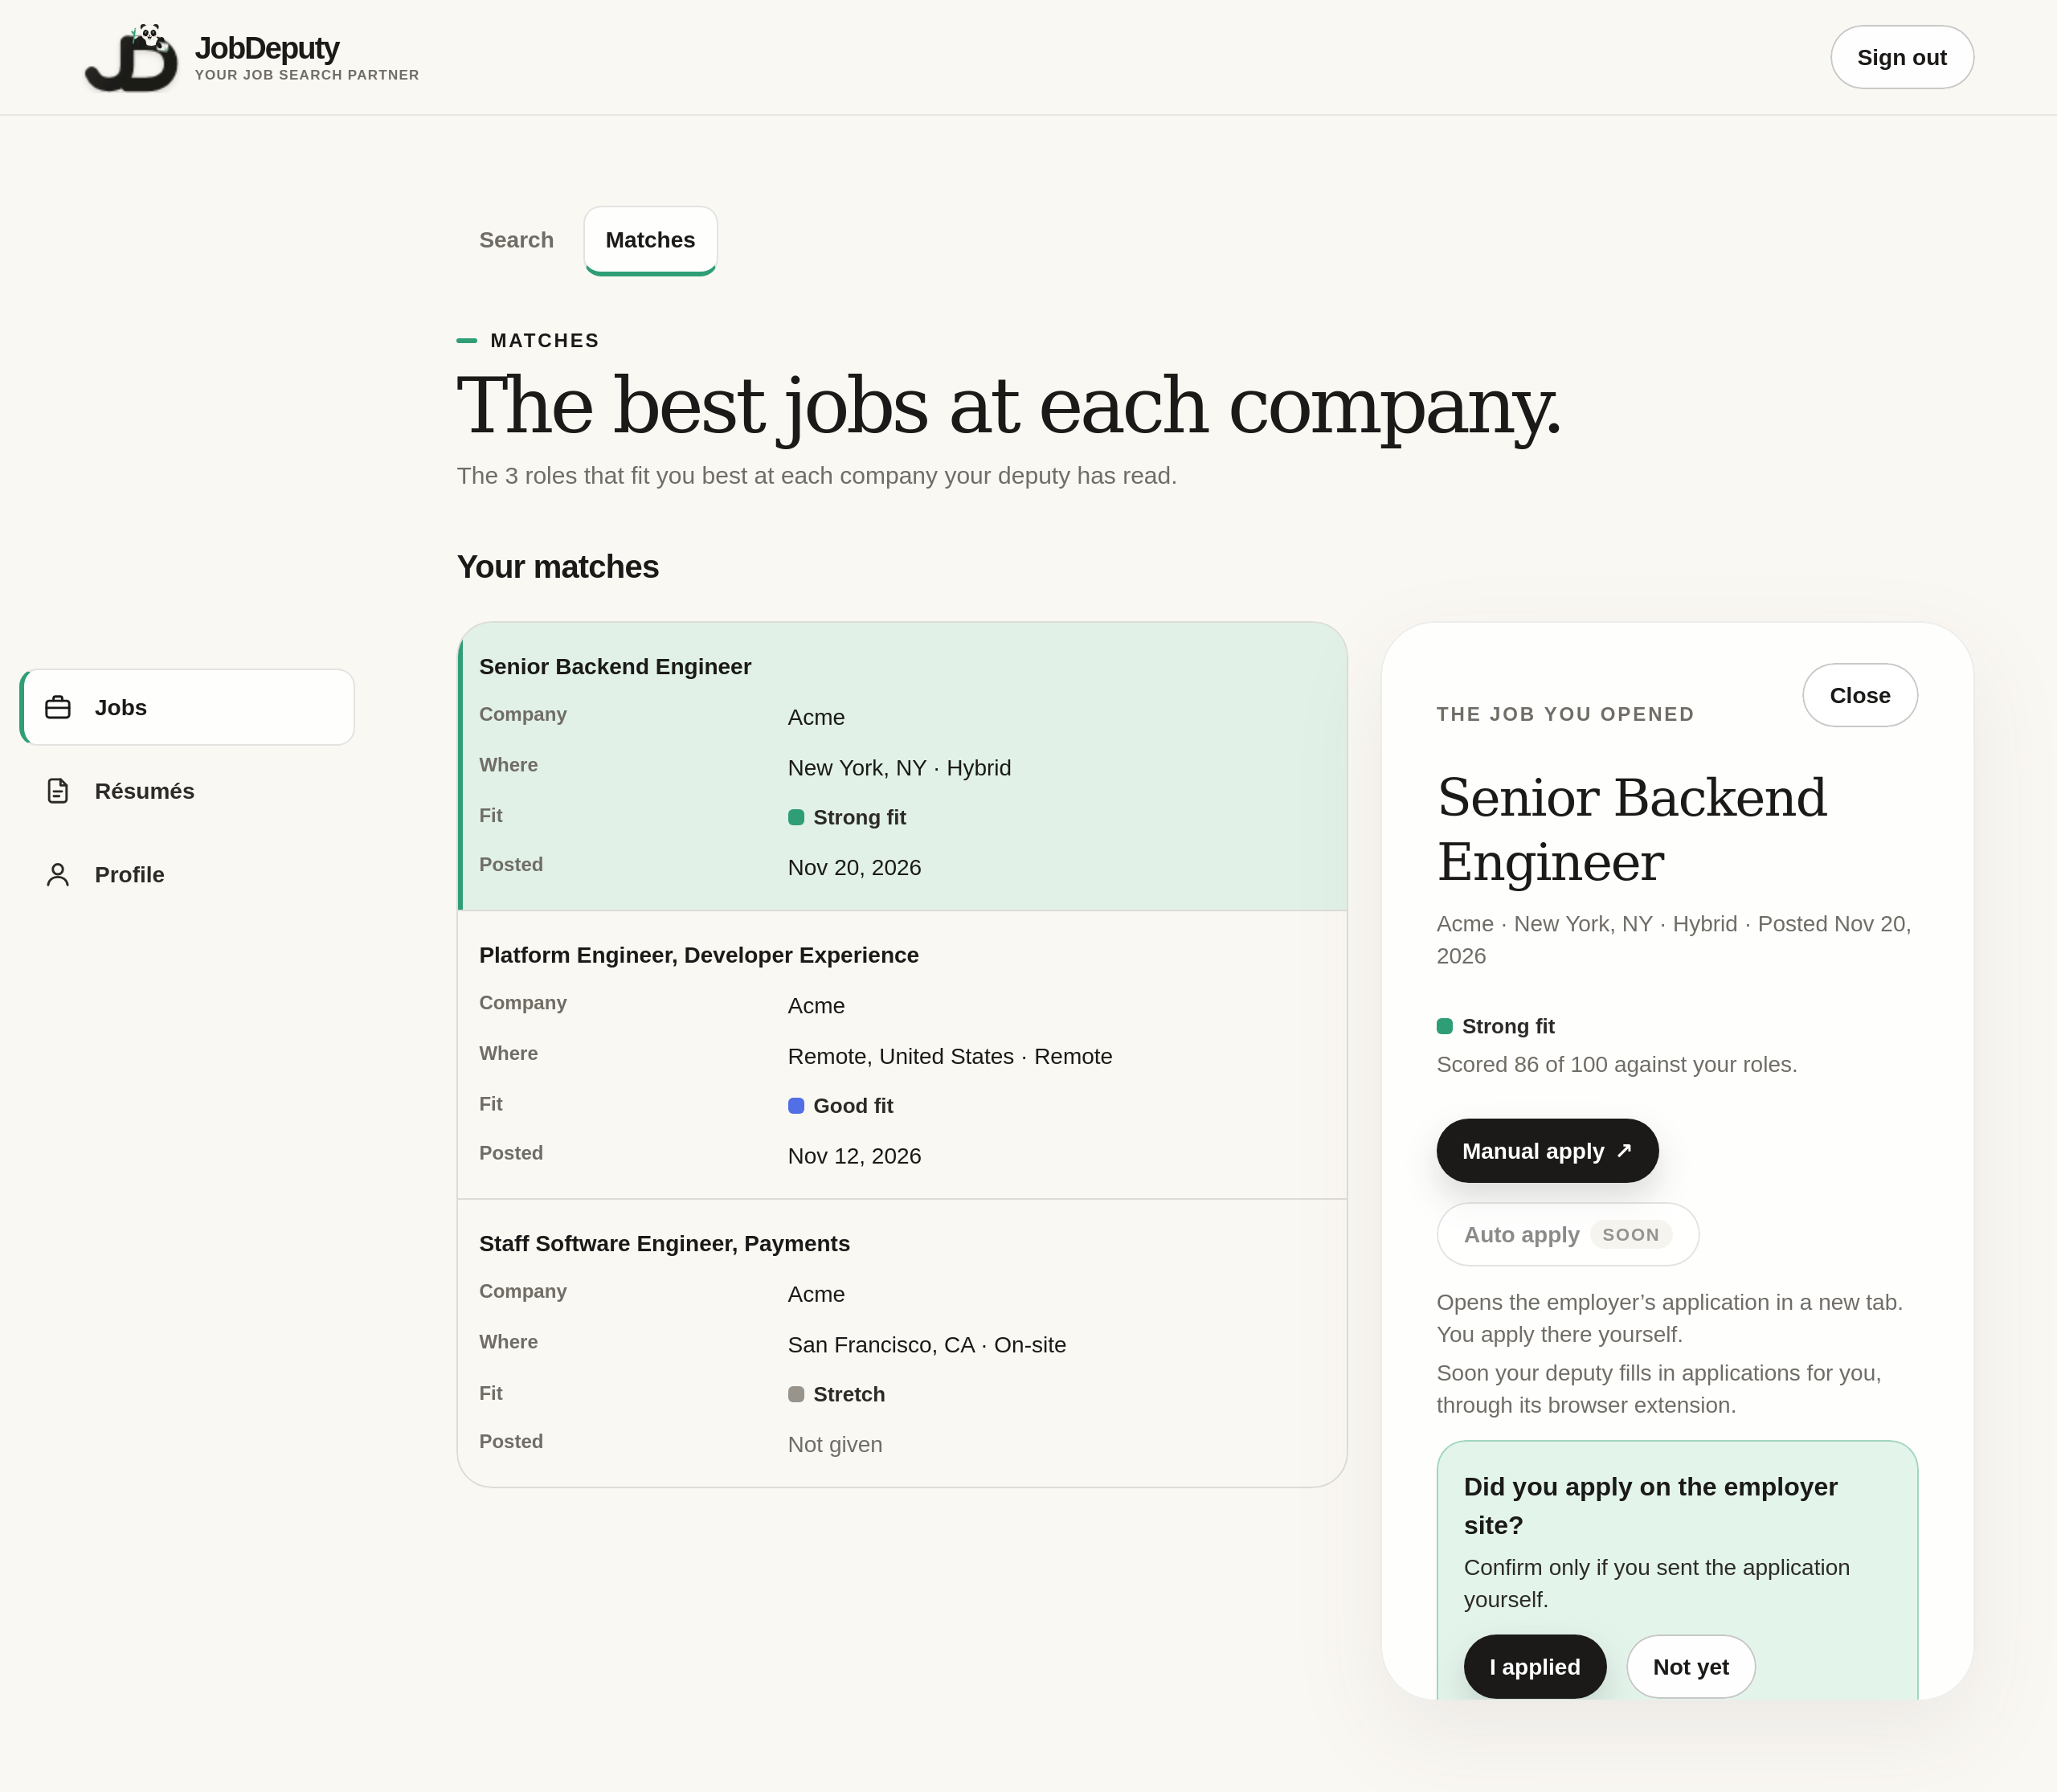 JobDeputy
YOUR JOB SEARCH PARTNER
Sign out
Search
Matches
MATCHES
The best jobs at each company.
The 3 roles that fit you best at each company your deputy has read.
Your matches
Jobs
Résumés
Profile
Senior Backend Engineer
Company Acme
Where New York, NY · Hybrid
Fit Strong fit
Posted Nov 20, 2026
Platform Engineer, Developer Experience
Company Acme
Where Remote, United States · Remote
Fit Good fit
Posted Nov 12, 2026
Staff Software Engineer, Payments
Company Acme
Where San Francisco, CA · On-site
Fit Stretch
Posted Not given
Close
THE JOB YOU OPENED
Senior Backend
Engineer
Acme · New York, NY · Hybrid · Posted Nov 20,
2026
Strong fit
Scored 86 of 100 against your roles.
Manual apply ↗
Auto apply SOON
Opens the employer’s application in a new tab.
You apply there yourself.
Soon your deputy fills in applications for you,
through its browser extension.
Did you apply on the employer
site?
Confirm only if you sent the application
yourself.
I applied
Not yet